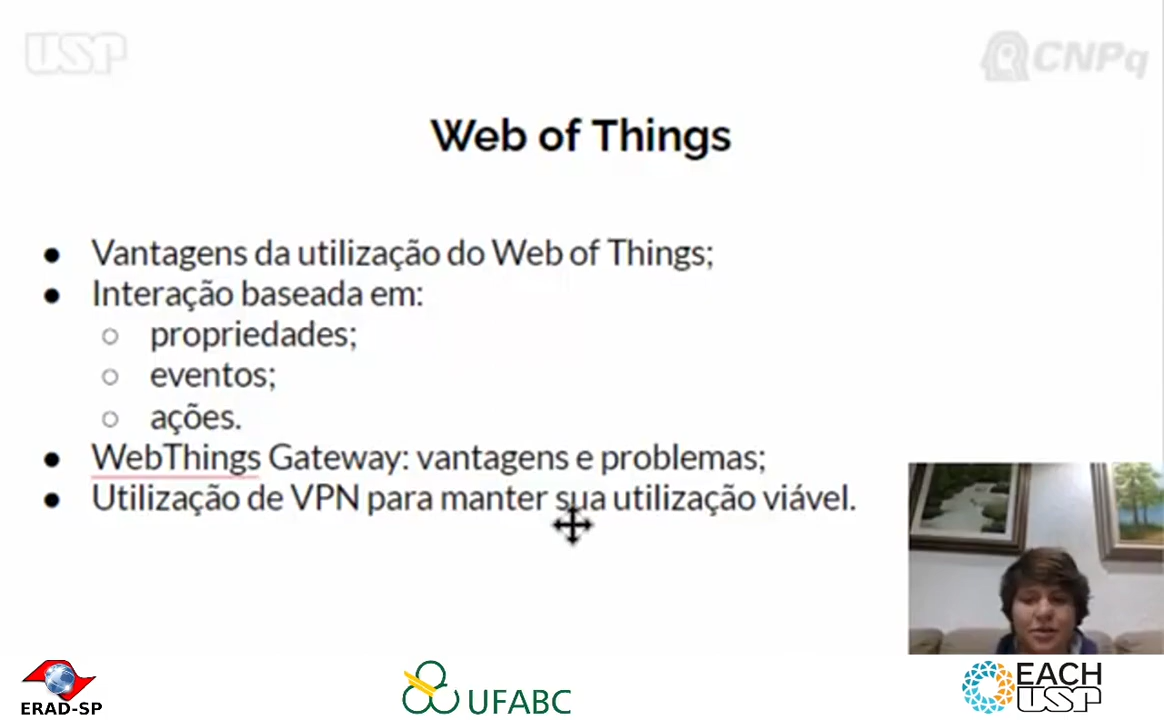 USP
CNPq
Web of Things
● Vantagens da utilização do Web of Things;
● Interação baseada em:
○ propriedades;
○ eventos;
○ ações.
● WebThings Gateway: vantagens e problemas;
● Utilização de VPN para manter sua utilização viável.
ERAD-SP
UFABC
EACH
USP